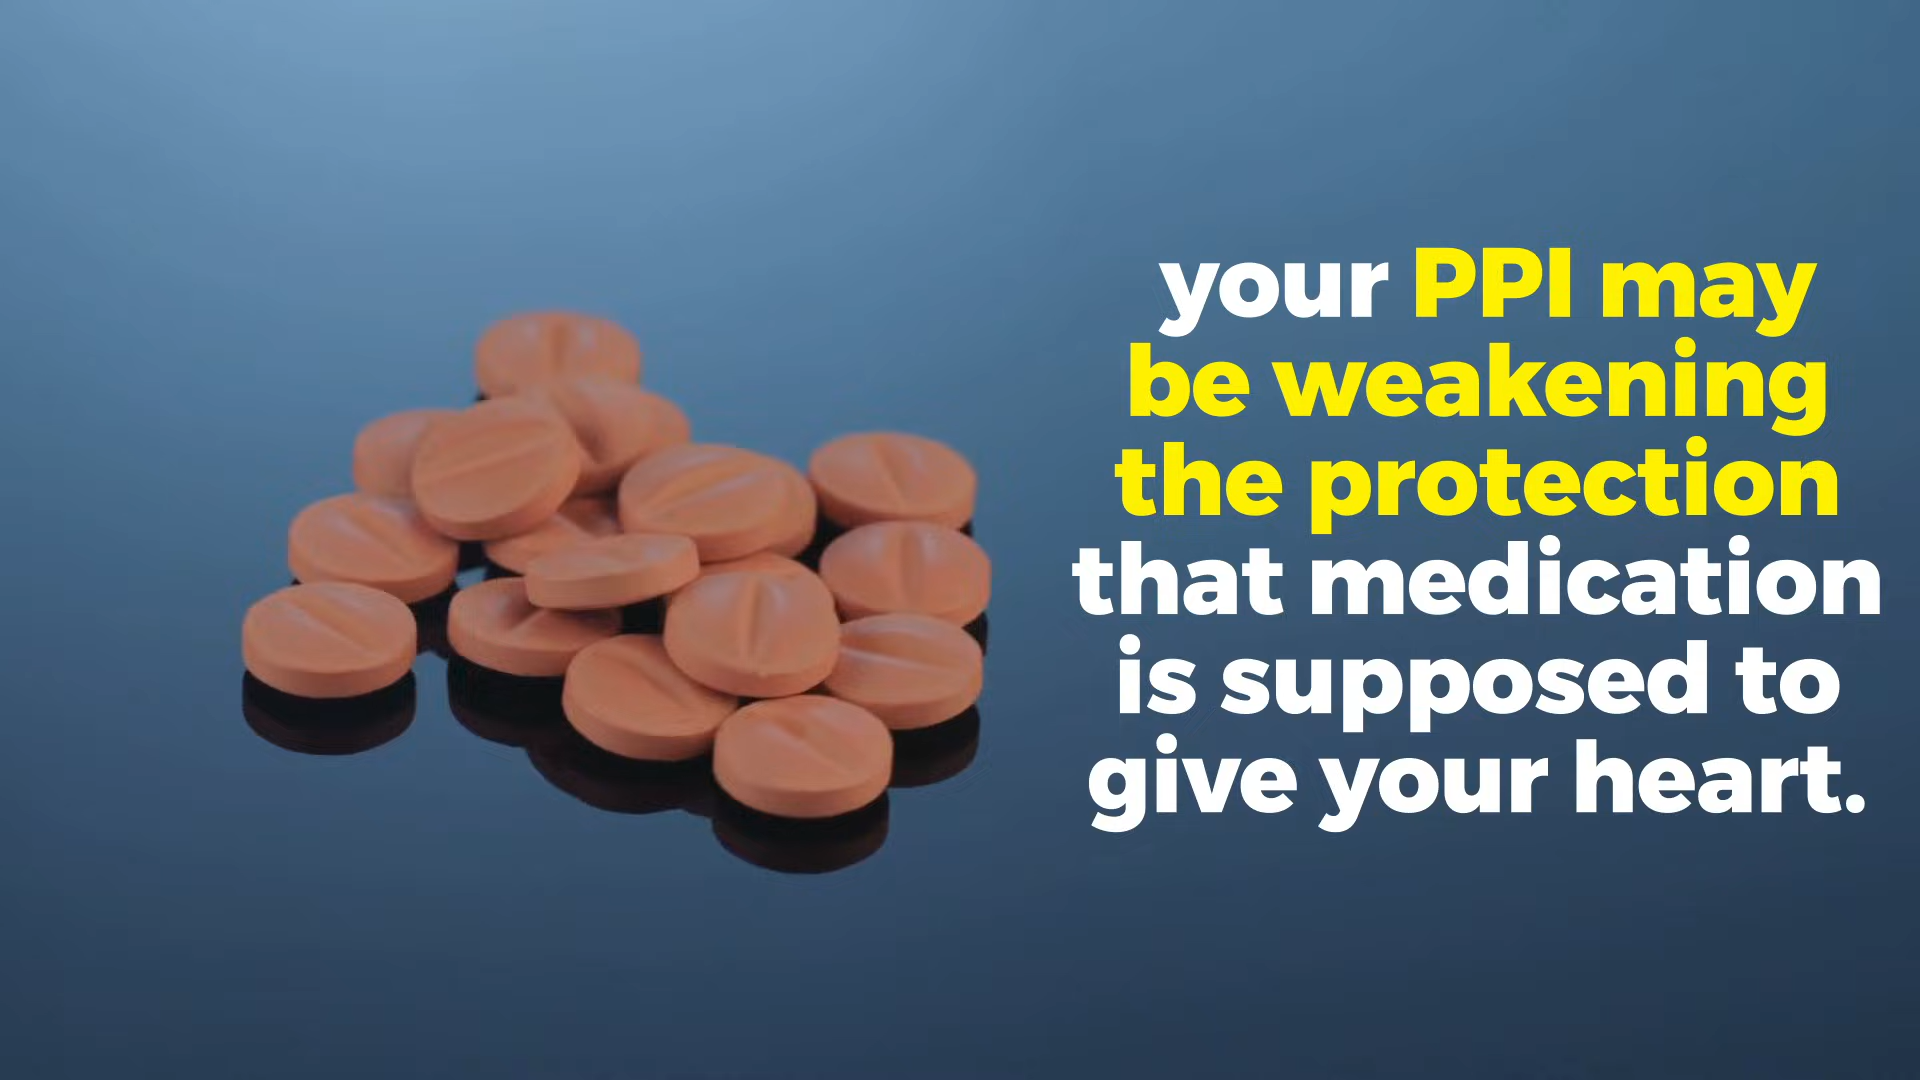 your PPI may
be weakening
the protection
that medication
is supposed to
give your heart.